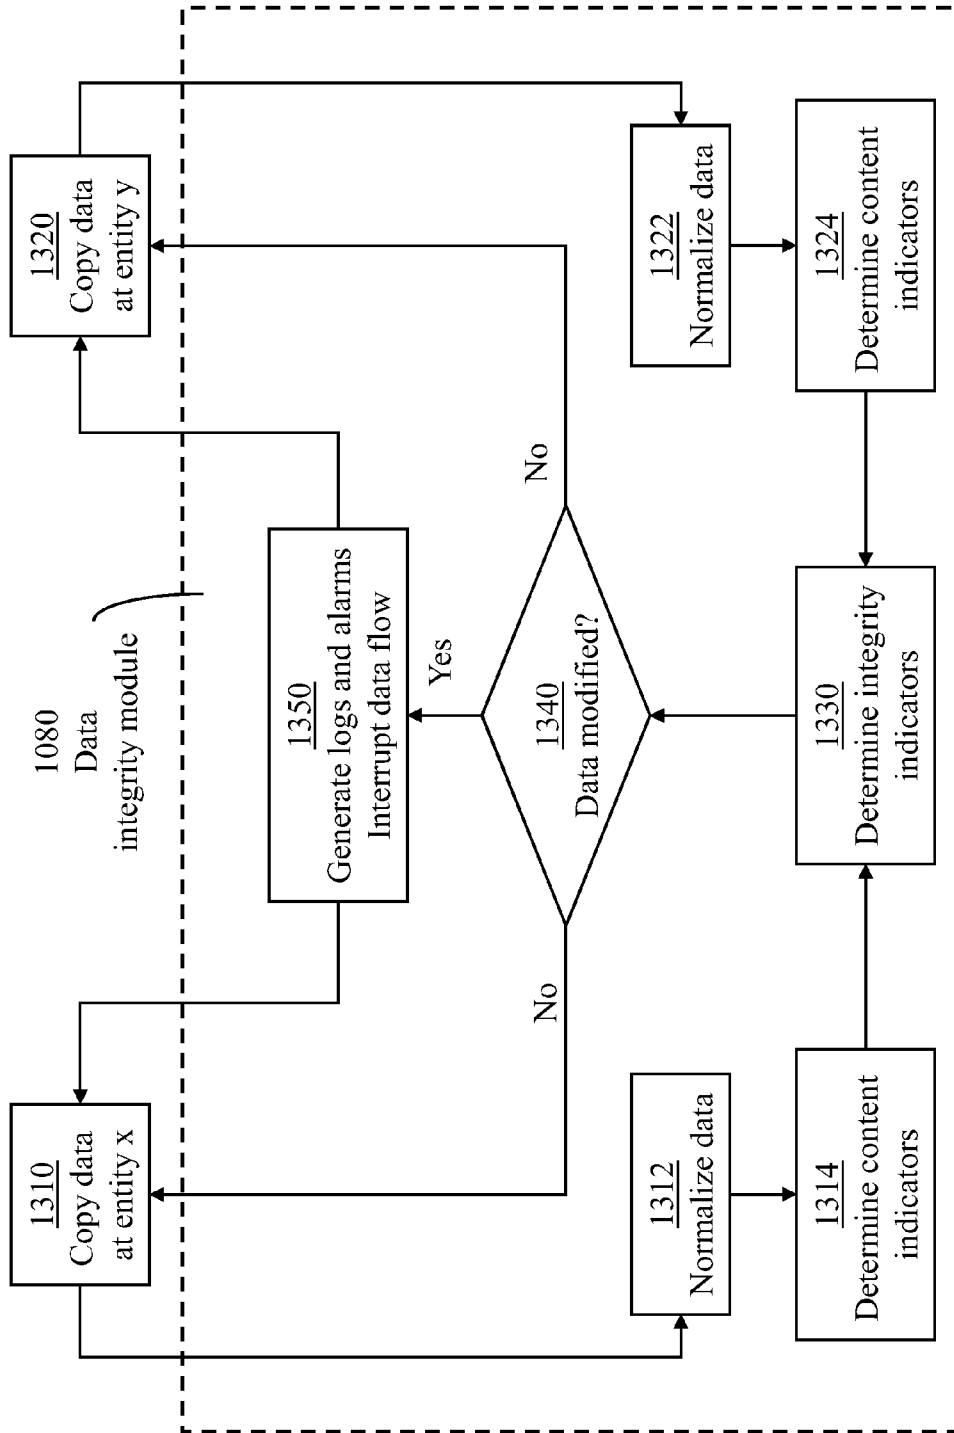 1080
Data
integrity module
1310
Copy data
at entity x
1320
Copy data
at entity y
1350
Generate logs and alarms
Interrupt data flow
Yes
No
No
1340
Data modified?
1312
Normalize data
1322
Normalize data
1314
Determine content
indicators
1330
Determine integrity
indicators
1324
Determine content
indicators